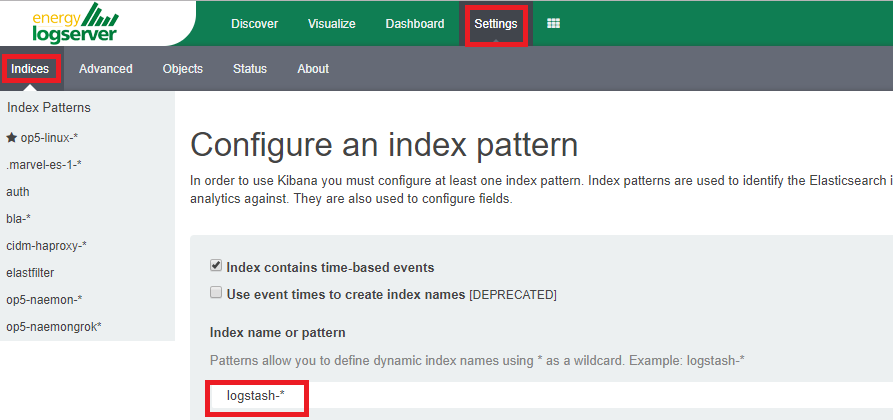 energy
logserver
Discover Visualize Dashboard Settings
Indices Advanced Objects Status About
Index Patterns
op5-linux-*
.marvel-es-1-*
auth
bla-*
cidm-haproxy-*
elastfilter
op5-naemon-*
op5-naemongrok*
Configure an index pattern
In order to use Kibana you must configure at least one index pattern. Index patterns are used to identify the Elasticsearch i
analytics against. They are also used to configure fields.
Index contains time-based events
Use event times to create index names [DEPRECATED]
Index name or pattern
Patterns allow you to define dynamic index names using * as a wildcard. Example: logstash-*
logstash-*